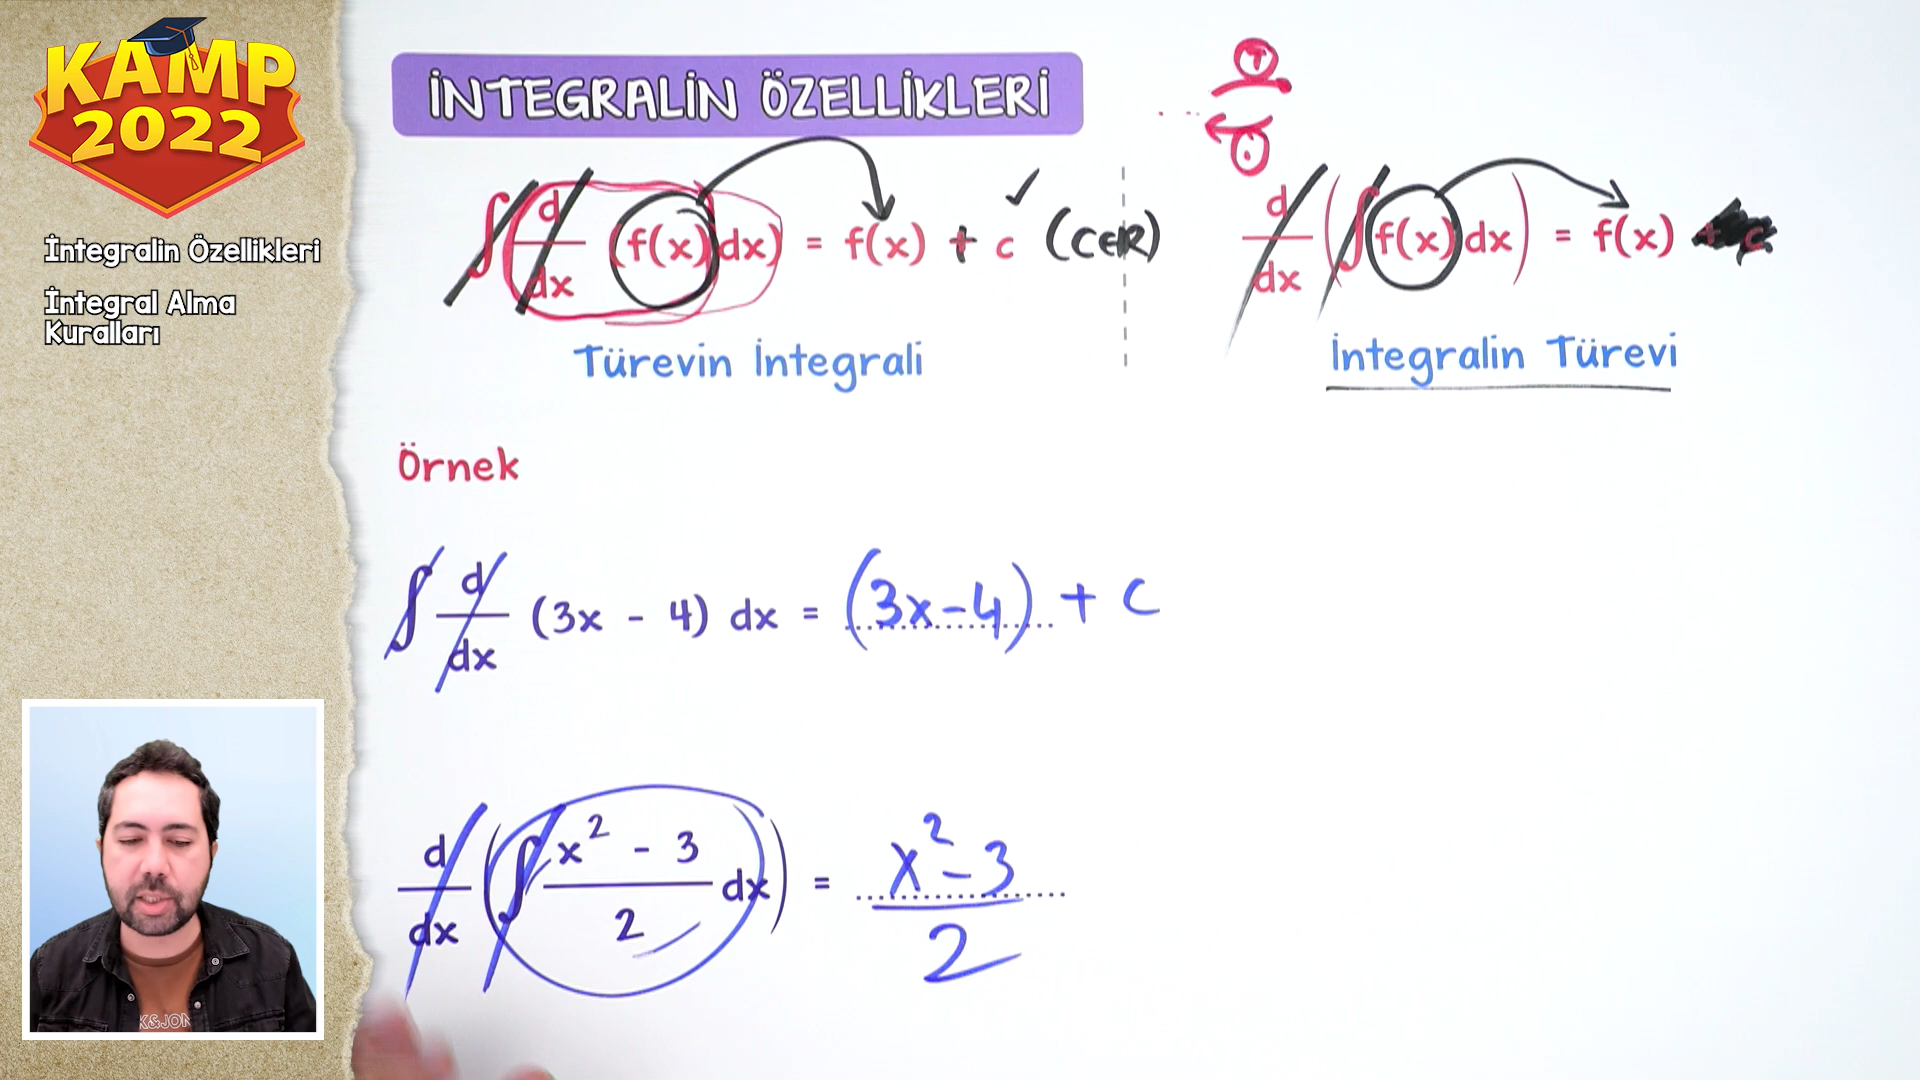 KAMP
2022
İntegralin Özellikleri
İntegral Alma
Kuralları
İNTEGRALİN ÖZELLİKLERİ
T
∫ d/dx (f(x) dx) = f(x) + c ✓ (C∈R)
d/dx (∫ f(x) dx) = f(x)
Türevin İntegrali
İntegralin Türevi
Örnek
∫ d/dx (3x - 4) dx = (3x-4) + C
d/dx (∫ x² - 3 / 2 dx) = x² - 3 / 2
K&JON